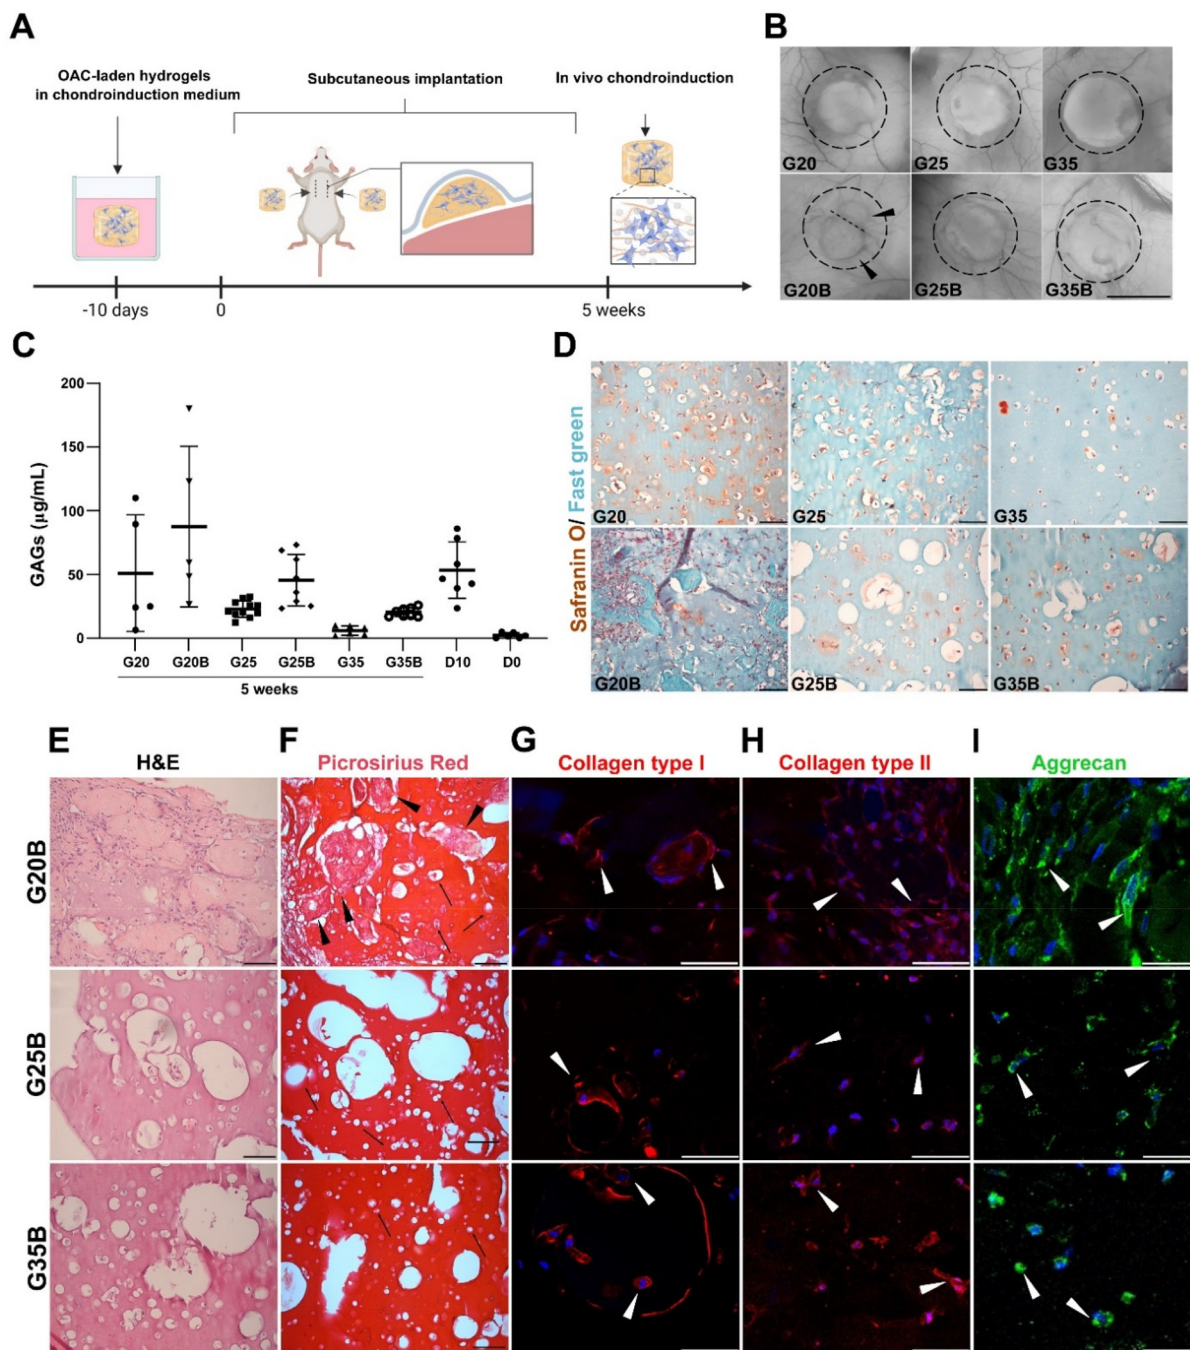 A
OAC-laden hydrogels
in chondroinduction medium
Subcutaneous implantation
In vivo chondroinduction
-10 days
0
5 weeks
B
G20
G25
G35
G20B
G25B
G35B
C
GAGs (µg/mL)
200
150
100
50
0
G20
G20B
G25
G25B
G35
G35B
D10
D0
5 weeks
D
Safranin O/ Fast green
G20
G25
G35
G20B
G25B
G35B
E
H&E
F
Picrosirius Red
G
Collagen type I
H
Collagen type II
I
Aggrecan
G20B
G25B
G35B